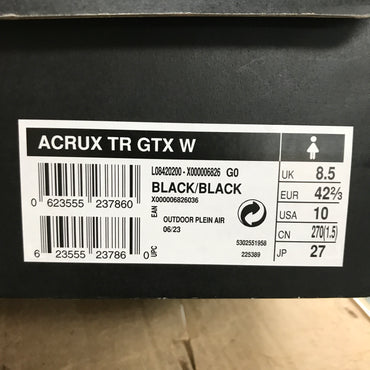 ACRUX TR GTX W
L08420200 - X000006826 G0
BLACK/BLACK
X000006826036
0 623555 237860
EAN
OUTDOOR PLEIN AIR
06/23
6 23555 23786 0
UPC
5302551958
225389
UK 8.5
EUR 42⅔
USA 10
CN 270(1.5)
JP 27